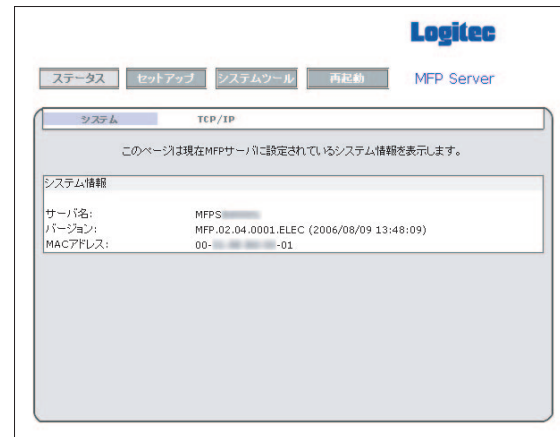 Logitec
ステータス セットアップ システムツール 再起動 MFP Server
システム TCP/IP
このページは現在MFPサーバに設定されているシステム情報を表示します。
システム情報
サーバ名: MFPS
バージョン: MFP.02.04.0001.ELEC (2006/08/09 13:48:09)
MACアドレス: 00- -01